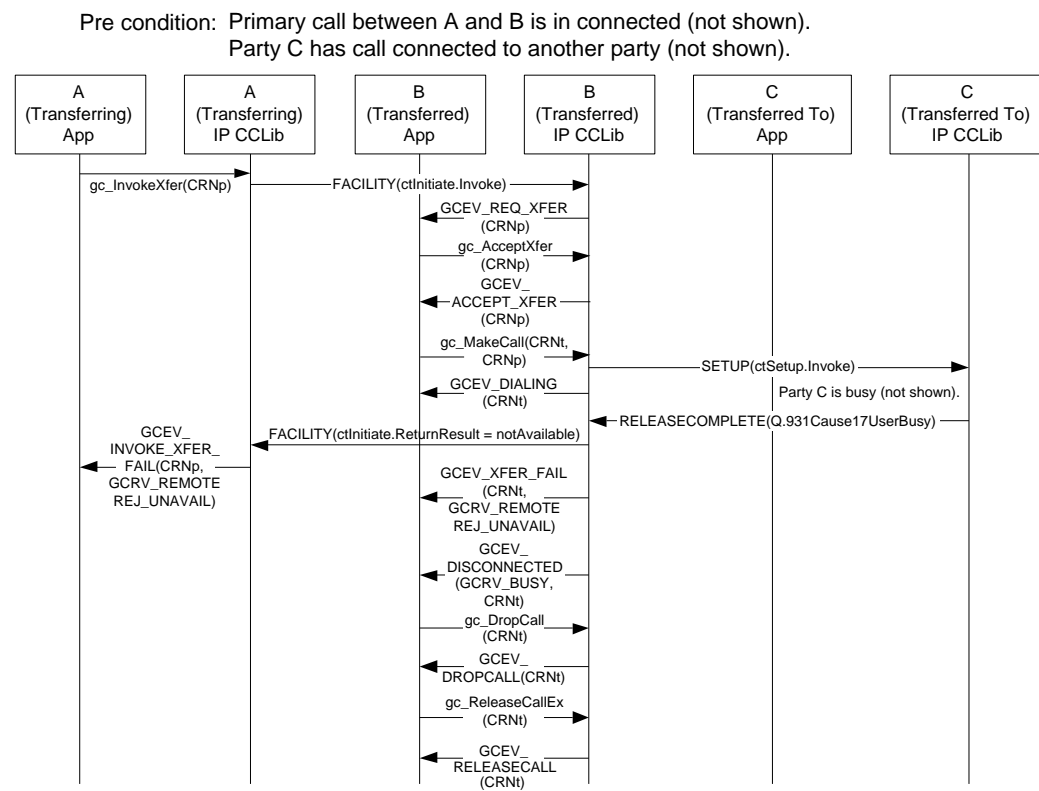 Pre condition: Primary call between A and B is in connected (not shown).
Party C has call connected to another party (not shown).
A
(Transferring)
App
A
(Transferring)
IP CCLib
B
(Transferred)
App
B
(Transferred)
IP CCLib
C
(Transferred To)
App
C
(Transferred To)
IP CCLib
gc_InvokeXfer(CRNp)
FACILITY(ctInitiate.Invoke)
GCEV_REQ_XFER
(CRNp)
gc_AcceptXfer
(CRNp)
GCEV_
ACCEPT_XFER
(CRNp)
gc_MakeCall(CRNt,
CRNp)
SETUP(ctSetup.Invoke)
GCEV_DIALING
(CRNt)
Party C is busy (not shown).
RELEASECOMPLETE(Q.931Cause17UserBusy)
FACILITY(ctInitiate.ReturnResult = notAvailable)
GCEV_
INVOKE_XFER_
FAIL(CRNp,
GCRV_REMOTE
REJ_UNAVAIL)
GCEV_XFER_FAIL
(CRNt,
GCRV_REMOTE
REJ_UNAVAIL)
GCEV_
DISCONNECTED
(GCRV_BUSY,
CRNt)
gc_DropCall
(CRNt)
GCEV_
DROPCALL(CRNt)
gc_ReleaseCallEx
(CRNt)
GCEV_
RELEASECALL
(CRNt)